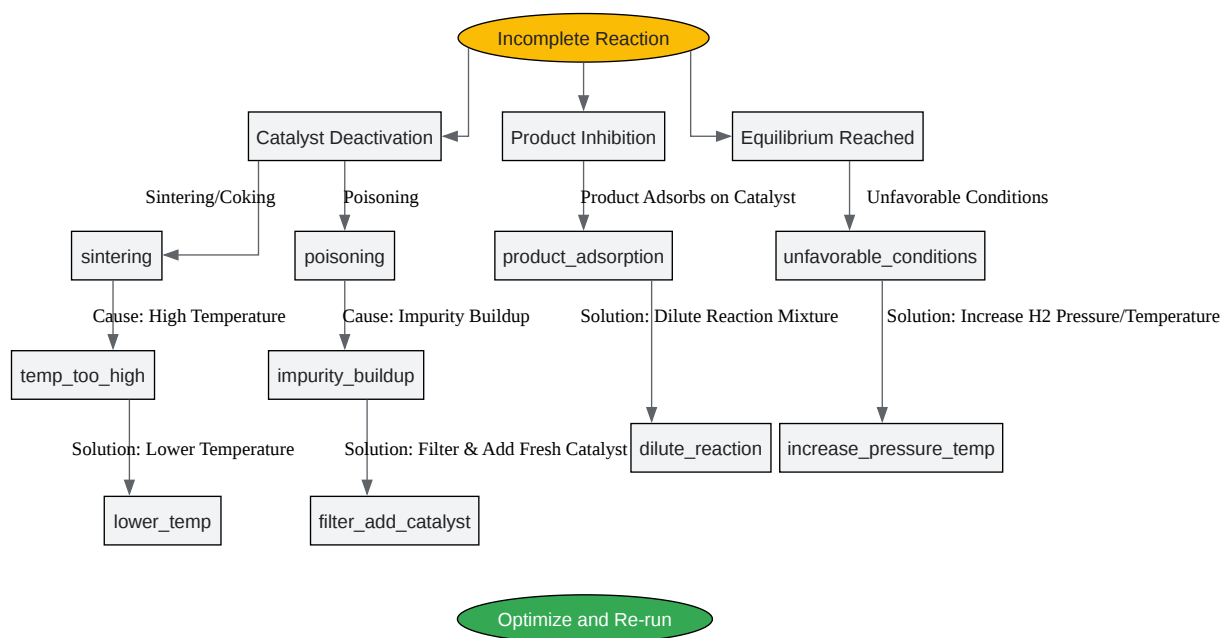 Incomplete Reaction
Catalyst Deactivation
Product Inhibition
Equilibrium Reached
Sintering/Coking
Poisoning
Product Adsorbs on Catalyst
Unfavorable Conditions
sintering
poisoning
product_adsorption
unfavorable_conditions
Cause: High Temperature
Cause: Impurity Buildup
Solution: Dilute Reaction Mixture
Solution: Increase H2 Pressure/Temperature
temp_too_high
impurity_buildup
Solution: Lower Temperature
Solution: Filter & Add Fresh Catalyst
dilute_reaction
increase_pressure_temp
lower_temp
filter_add_catalyst
Optimize and Re-run